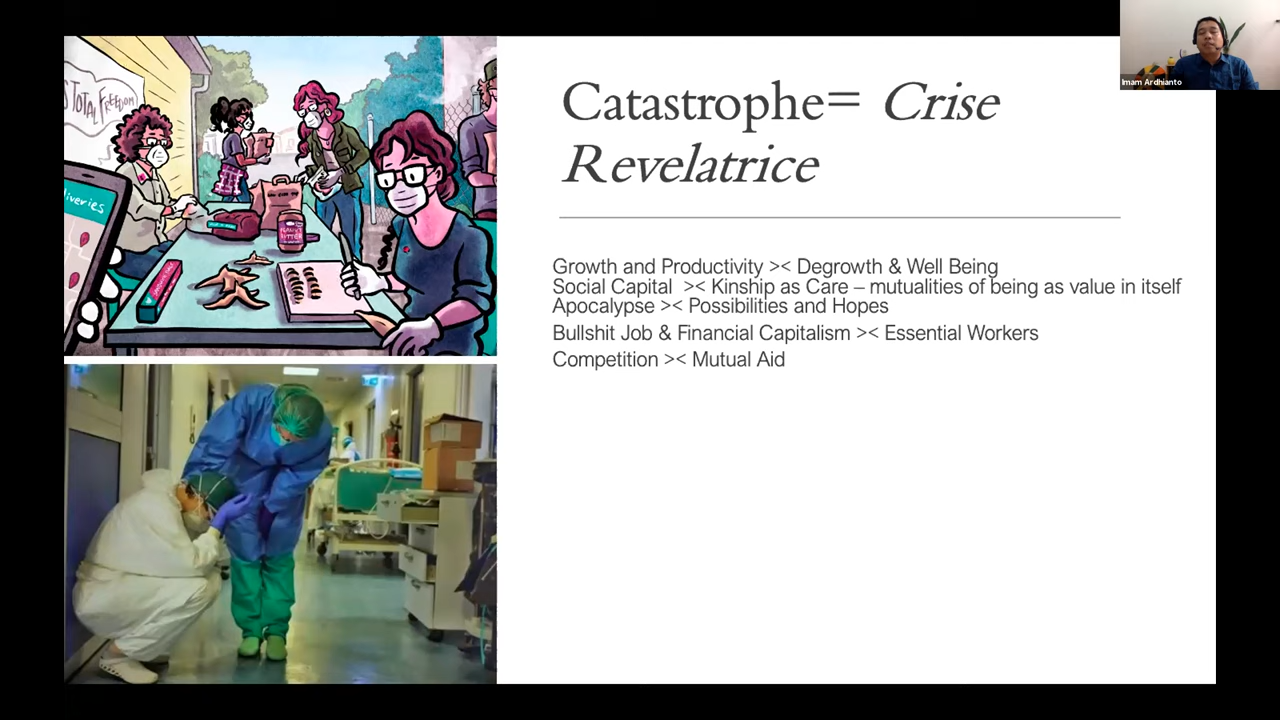 Imam Ardhianto
Catastrophe= Crise
Revelatrice
Growth and Productivity >< Degrowth & Well Being
Social Capital >< Kinship as Care – mutualities of being as value in itself
Apocalypse >< Possibilities and Hopes
Bullshit Job & Financial Capitalism >< Essential Workers
Competition >< Mutual Aid
TOTAL FREEDOM
liveries
PEANUT
BUTTER